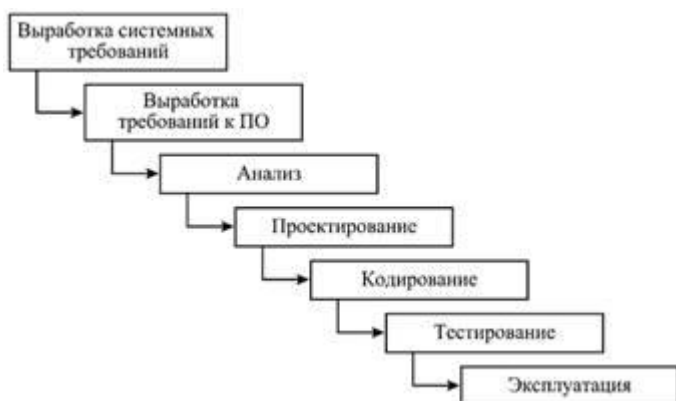 Выработка системных
требований
Выработка
требований к ПО
Анализ
Проектирование
Кодирование
Тестирование
Эксплуатация